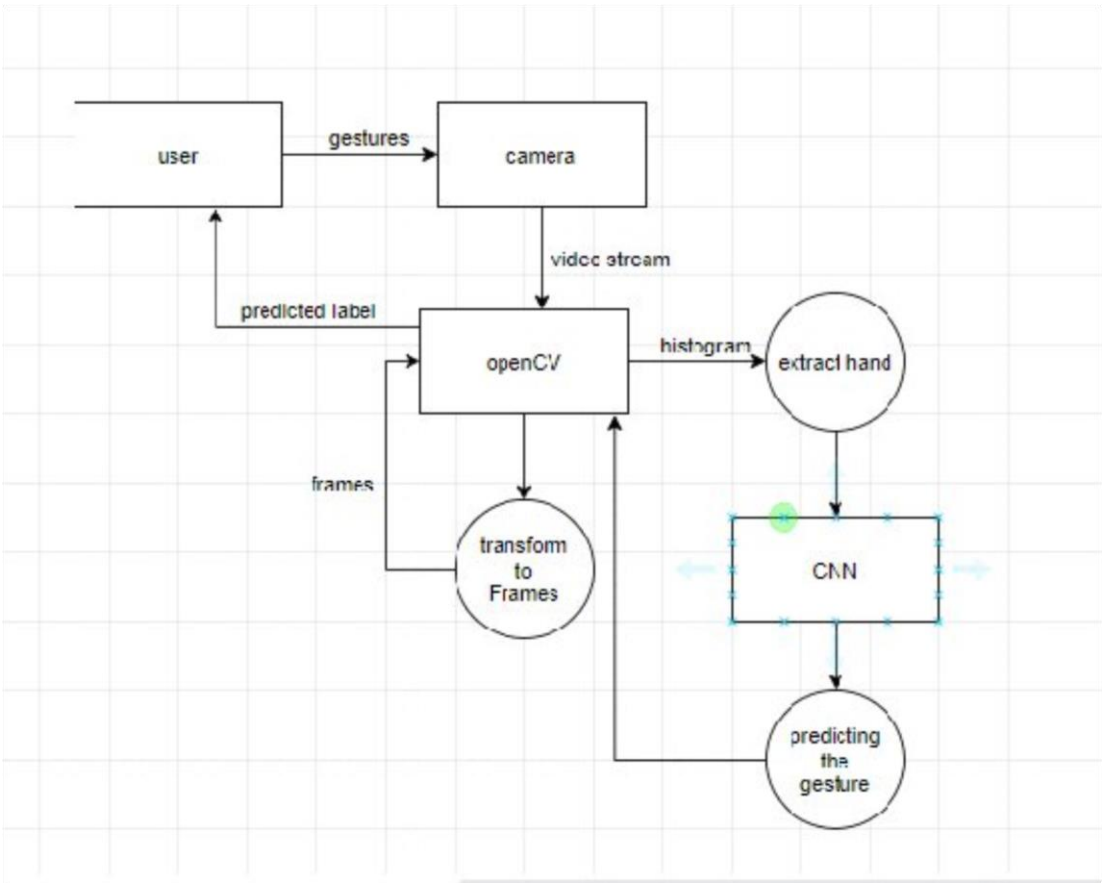 gestures
user
camera
video stream
predicted label
histogram
openCV
extract hand
frames
transform
to
Frames
CNN
predicting
the
gesture